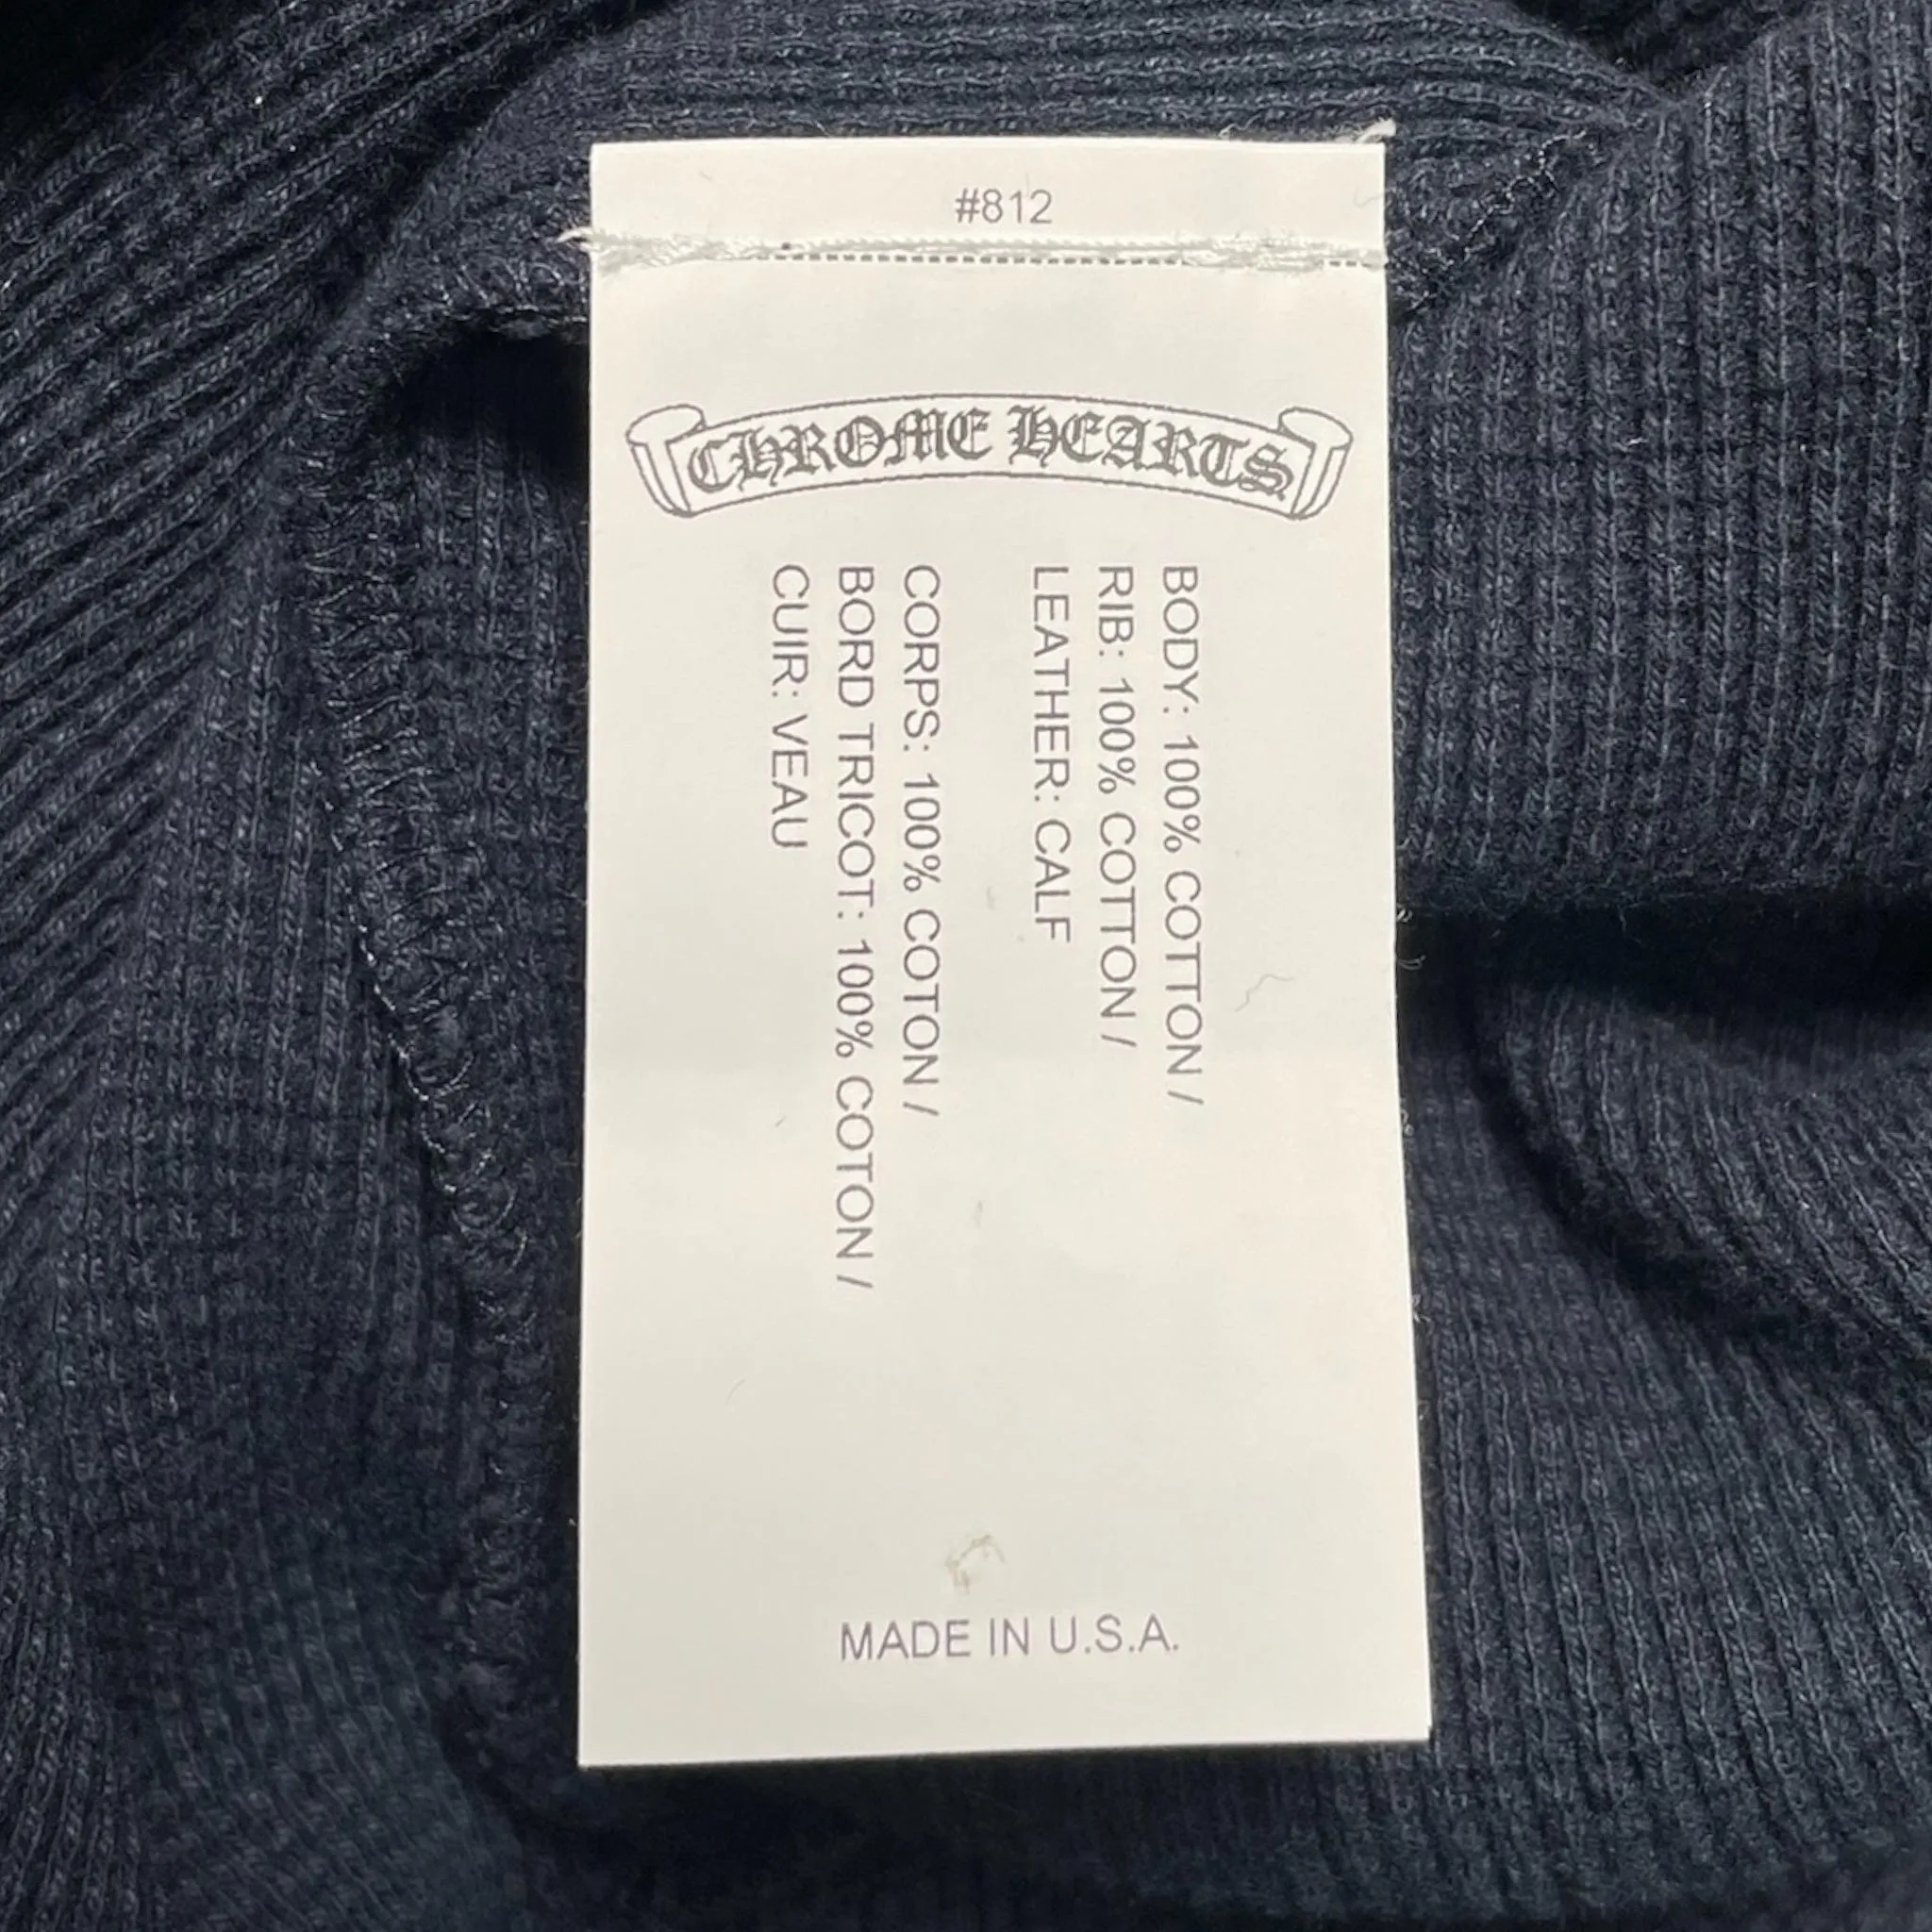 #812
CHROME HEARTS
BODY: 100% COTTON /
RIB: 100% COTTON /
LEATHER: CALF
CORPS: 100% COTON /
BORD TRICOT: 100% COTON /
CUIR: VEAU
MADE IN U.S.A.